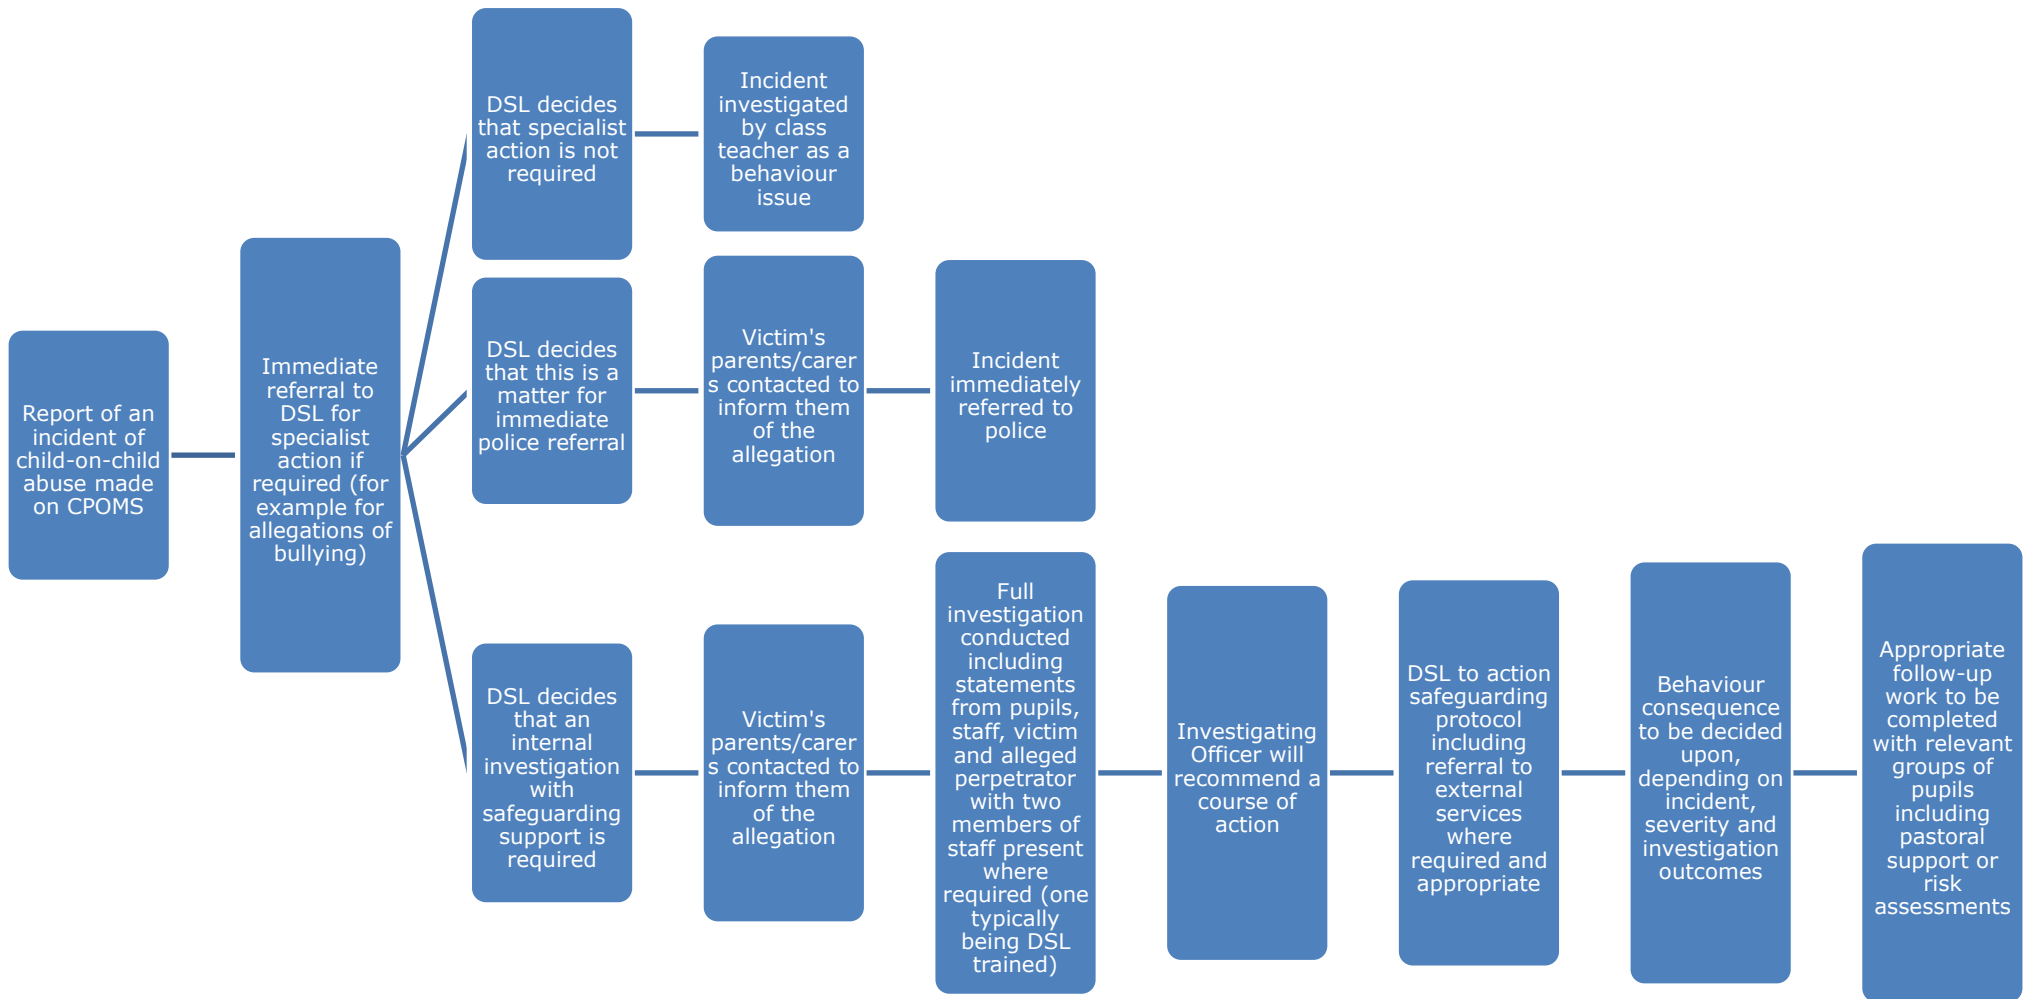 Report of an
incident of
child-on-child
abuse made
on CPOMS
Immediate
referral to
DSL for
specialist
action if
required (for
example for
allegations of
bullying)
DSL decides
that specialist
action is not
required
Incident
investigated
by class
teacher as a
behaviour
issue
DSL decides
that this is a
matter for
immediate
police referral
Victim's
parents/carer
s contacted to
inform them
of the
allegation
Incident
immediately
referred to
police
DSL decides
that an
internal
investigation
with
safeguarding
support is
required
Victim's
parents/carer
s contacted to
inform them
of the
allegation
Full
investigation
conducted
including
statements
from pupils,
staff, victim
and alleged
perpetrator
with two
members of
staff present
where
required (one
typically
being DSL
trained)
Investigating
Officer will
recommend a
course of
action
DSL to action
safeguarding
protocol
including
referral to
external
services
where
required and
appropriate
Behaviour
consequence
to be decided
upon,
depending on
incident,
severity and
investigation
outcomes
Appropriate
follow-up
work to be
completed
with relevant
groups of
pupils
including
pastoral
support or
risk
assessments